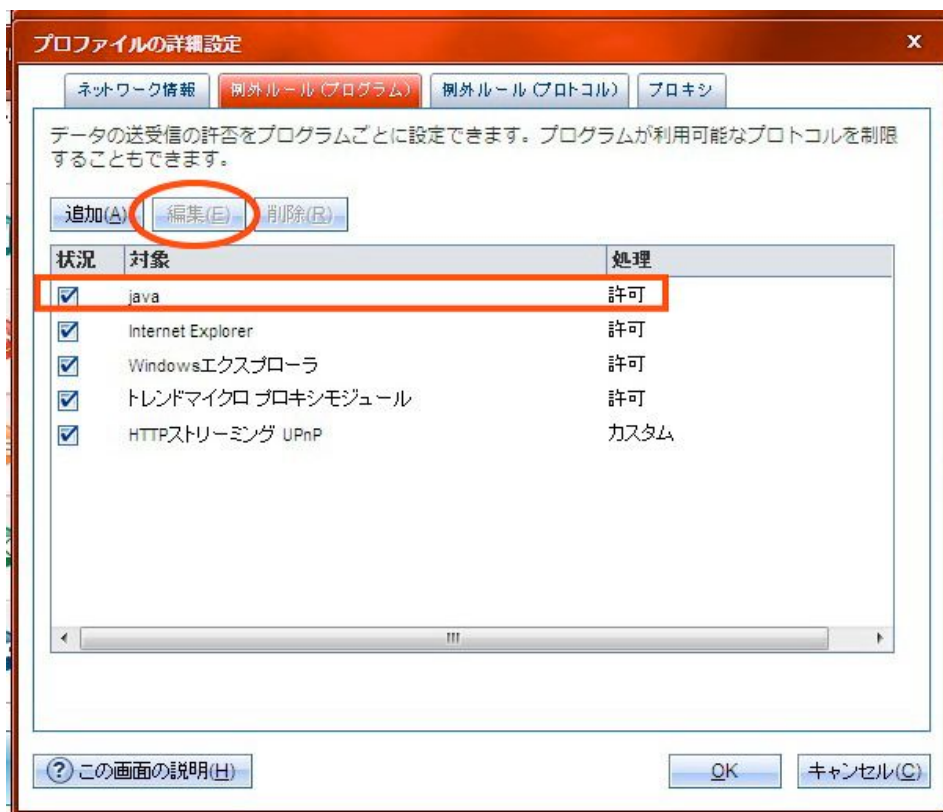 プロファイルの詳細設定 x
ネットワーク情報 例外ルール(プログラム) 例外ルール(プロトコル) プロキシ
データの送受信の許否をプログラムごとに設定できます。プログラムが利用可能なプロトコルを制限
することもできます。
追加(A) 編集(E) 削除(R)
状況 対象 処理
java 許可
Internet Explorer 許可
Windowsエクスプローラ 許可
トレンドマイクロ プロキシモジュール 許可
HTTPストリーミング UPnP カスタム
? この画面の説明(H) OK キャンセル(C)